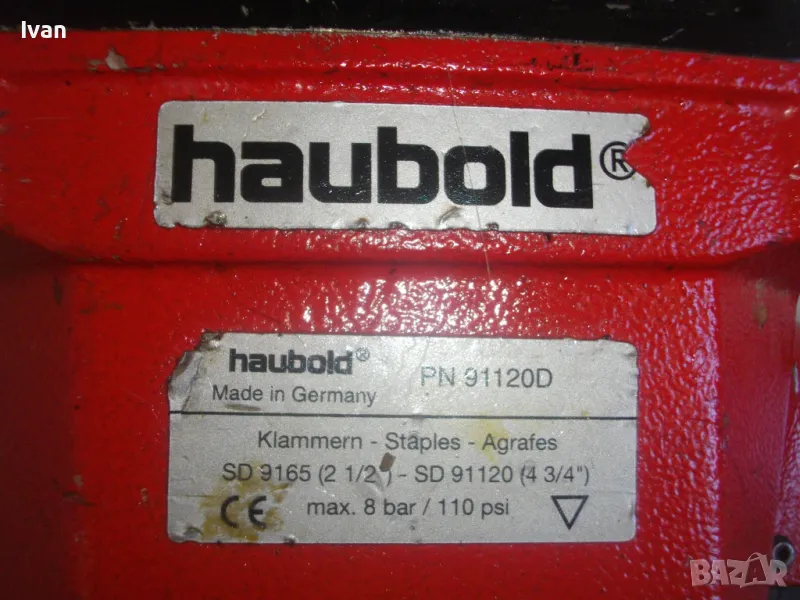 Ivan
haubold®
haubold® PN 91120D
Made in Germany
Klammern - Staples - Agrafes
SD 9165 (2 1/2") - SD 91120 (4 3/4")
CE max. 8 bar / 110 psi
BAZAR